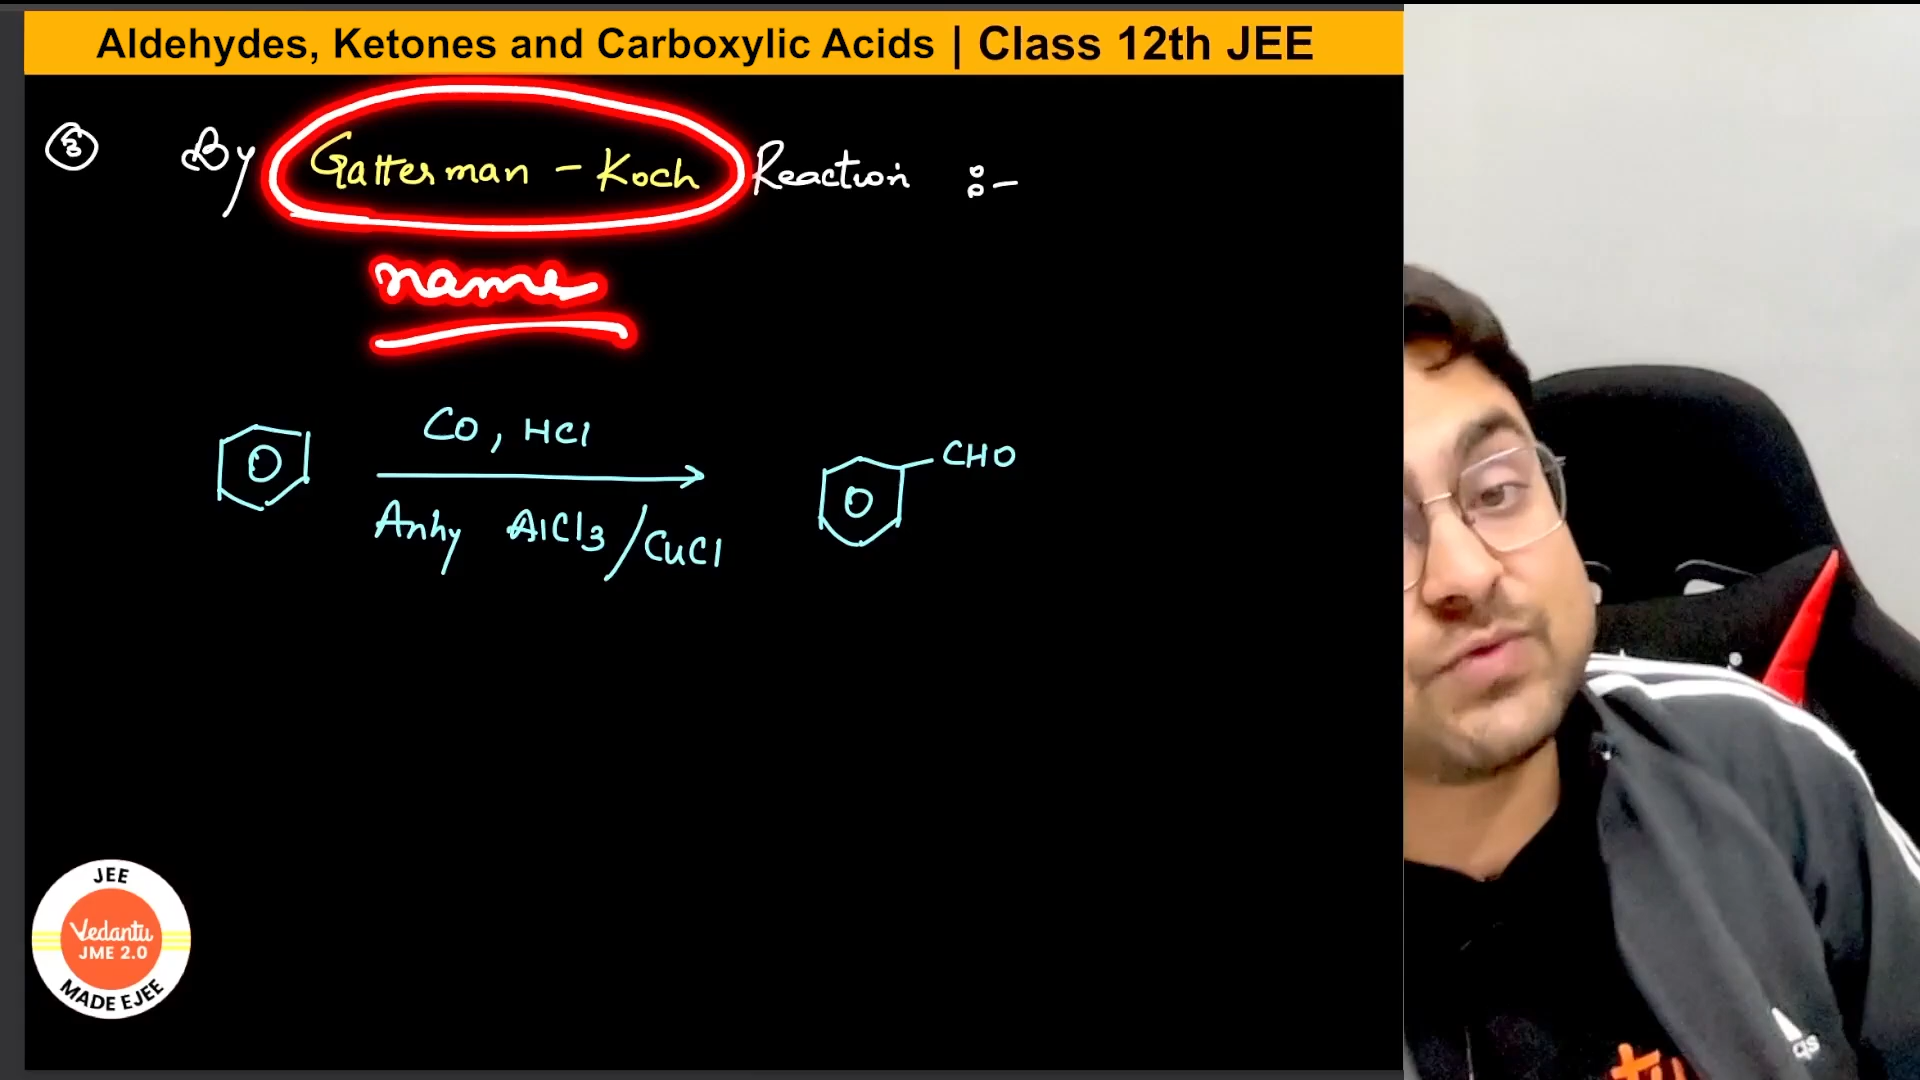 Aldehydes, Ketones and Carboxylic Acids | Class 12th JEE
③ By Gatterman - Koch Reaction :-
name
CO, HCl
Anhy AlCl3/CuCl
CHO
JEE
Vedantu
JME 2.0
MADE EJEE